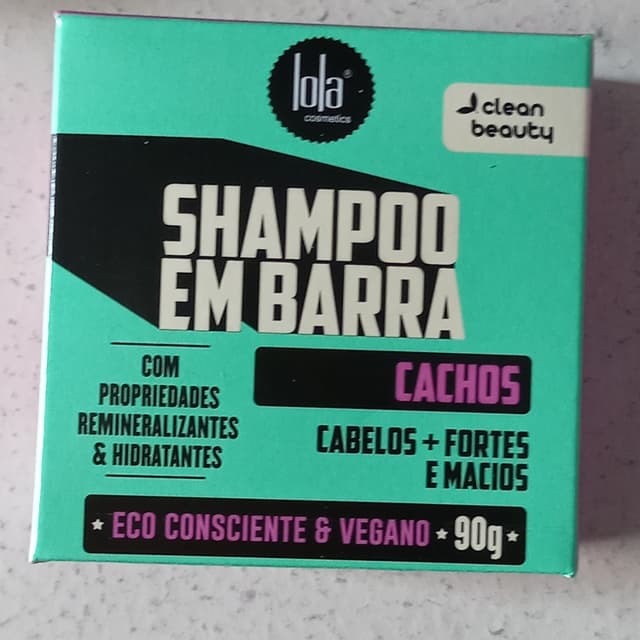 lola®
cosmetics
clean
beauty
SHAMPOO
EM BARRA
COM
PROPRIEDADES
REMINERALIZANTES
& HIDRATANTES
CACHOS
CABELOS + FORTES
E MACIOS
ECO CONSCIENTE & VEGANO 90g